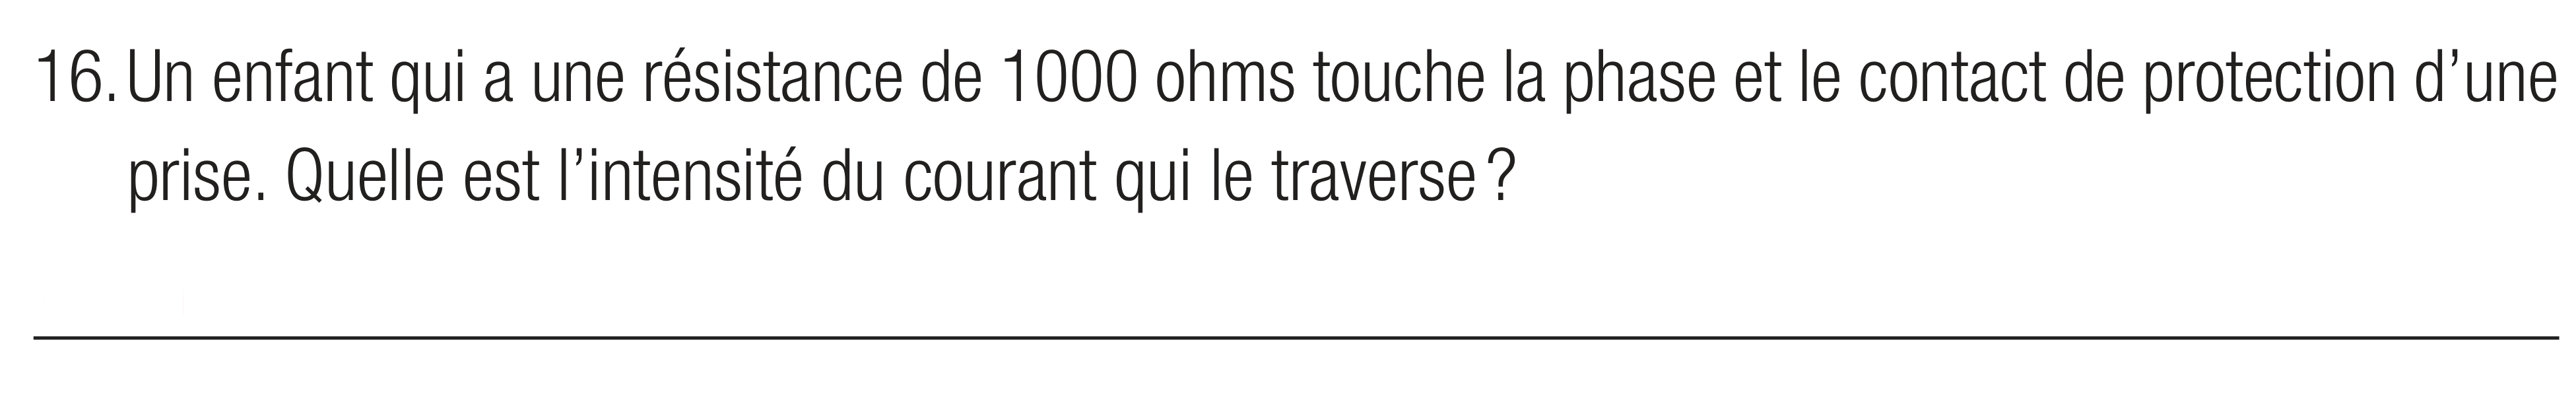 16. Un enfant qui a une résistance de 1000 ohms touche la phase et le contact de protection d’une
prise. Quelle est l’intensité du courant qui le traverse ?